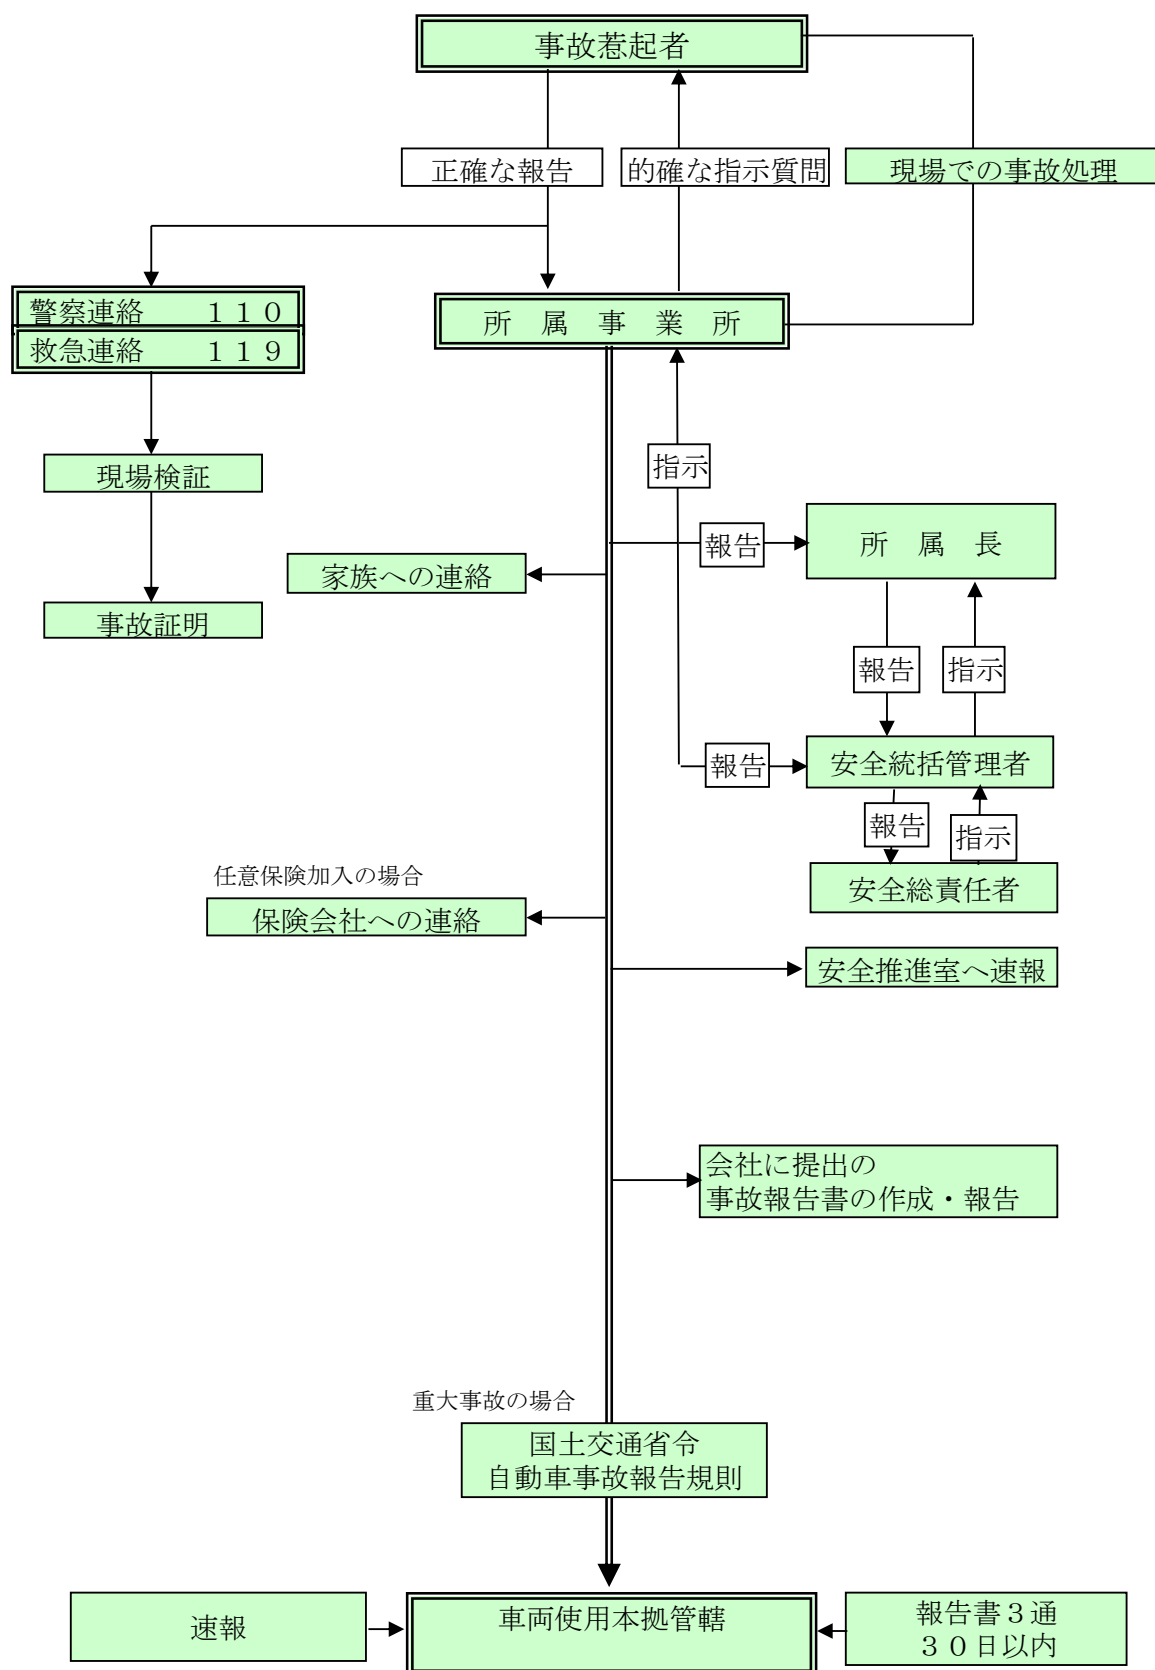 事故惹起者
正確な報告
的確な指示質問
現場での事故処理
警察連絡　　１１０
救急連絡　　１１９
所　属　事　業　所
指示
現場検証
報告
所　属　長
家族への連絡
事故証明
報告
指示
報告
安全統括管理者
報告
指示
任意保険加入の場合
安全総責任者
保険会社への連絡
安全推進室へ速報
会社に提出の
事故報告書の作成・報告
重大事故の場合
国土交通省令
自動車事故報告規則
速報
車両使用本拠管轄
報告書３通
３０日以内